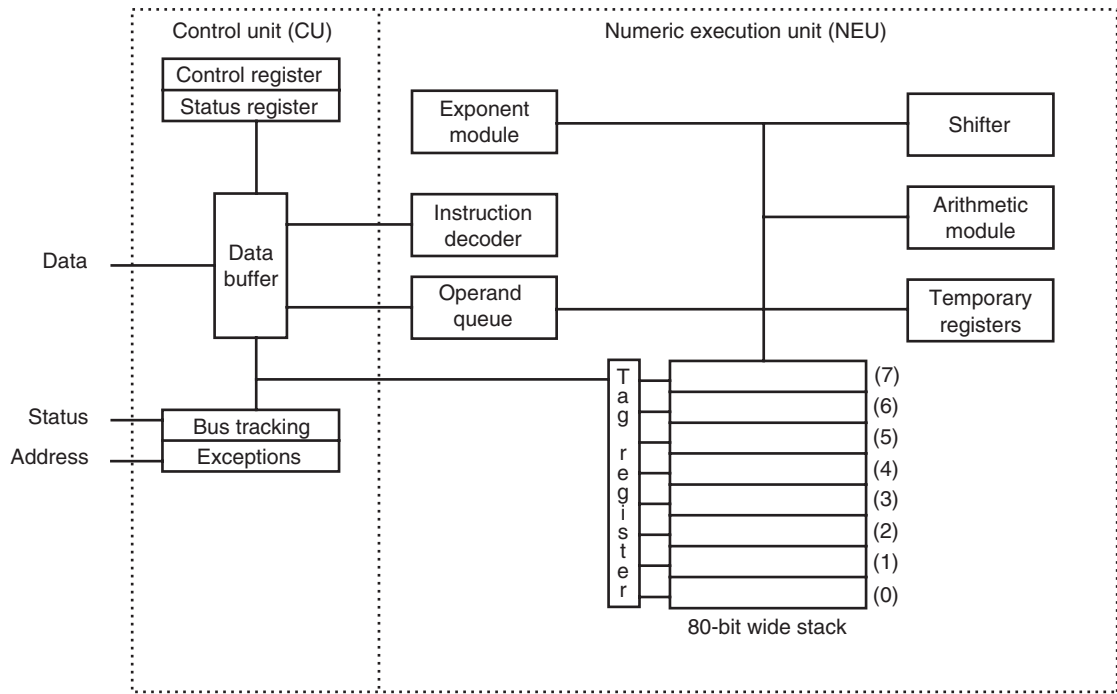 Control unit (CU)
Numeric execution unit (NEU)
Control register
Status register
Exponent
module
Shifter
Data
Data
buffer
Instruction
decoder
Arithmetic
module
Operand
queue
Temporary
registers
Status
Address
Bus tracking
Exceptions
Tag register
(7)
(6)
(5)
(4)
(3)
(2)
(1)
(0)
80-bit wide stack